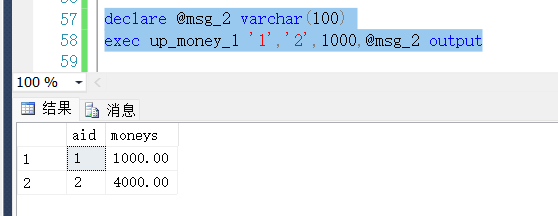 57 declare @msg_2 varchar(100)
58 exec up_money_1 '1','2',1000,@msg_2 output
59
100 %
结果 消息
aid moneys
1 1 1000.00
2 2 4000.00